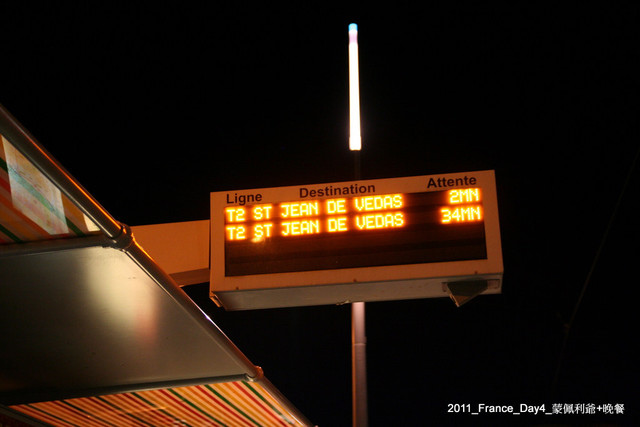 Ligne Destination Attente
T2 ST JEAN DE VEDAS 2MN
T2 ST JEAN DE VEDAS 34MN
2011_France_Day4_蒙佩利爺+晚餐